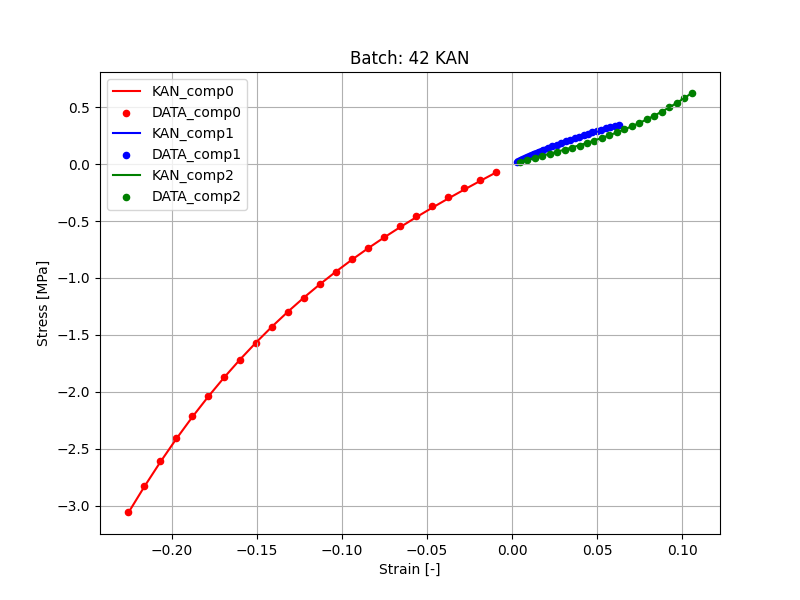 Batch: 42 KAN
KAN_comp0
DATA_comp0
KAN_comp1
DATA_comp1
KAN_comp2
DATA_comp2
0.5
0.0
−0.5
−1.0
−1.5
−2.0
−2.5
−3.0
Stress [MPa]
−0.20
−0.15
−0.10
−0.05
0.00
0.05
0.10
Strain [-]